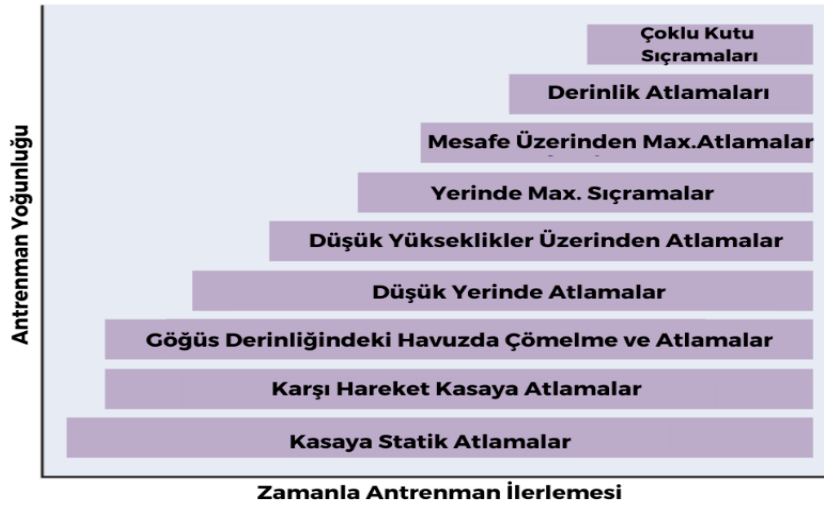 Çoklu Kutu
Sıçramaları
Derinlik Atlamaları
Mesafe Üzerinden Max.Atlamalar
Yerinde Max. Sıçramalar
Düşük Yükseklikler Üzerinden Atlamalar
Düşük Yerinde Atlamalar
Göğüs Derinliğindeki Havuzda Çömelme ve Atlamalar
Karşı Hareket Kasaya Atlamalar
Kasaya Statik Atlamalar
Antrenman Yoğunluğu
Zamanla Antrenman İlerlemesi